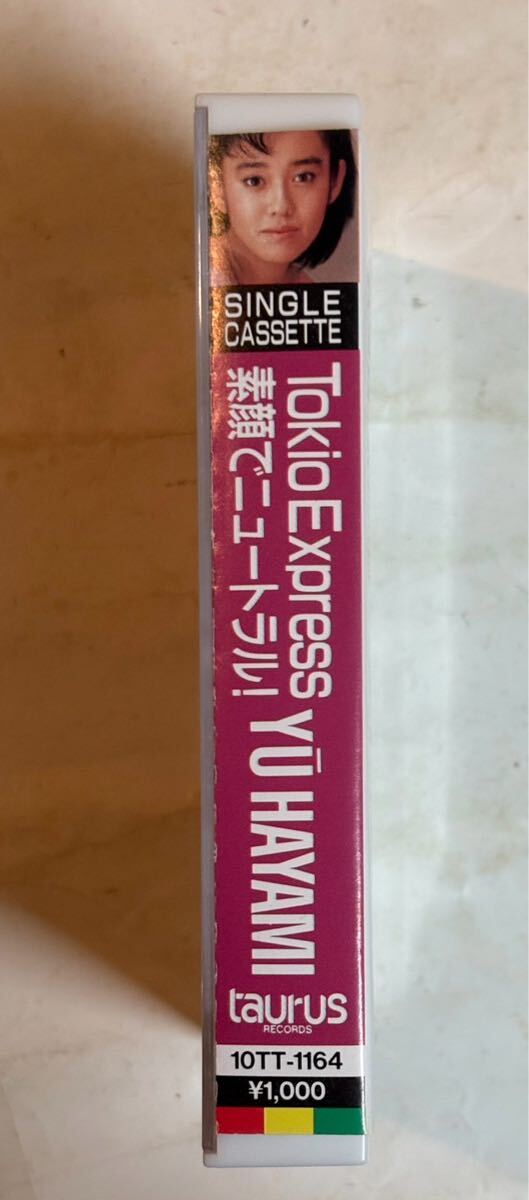 SINGLE
CASSETTE
Tokio Express
素顔でニュートラル!
YŪ HAYAMI
taurus
RECORDS
10TT-1164
¥1,000